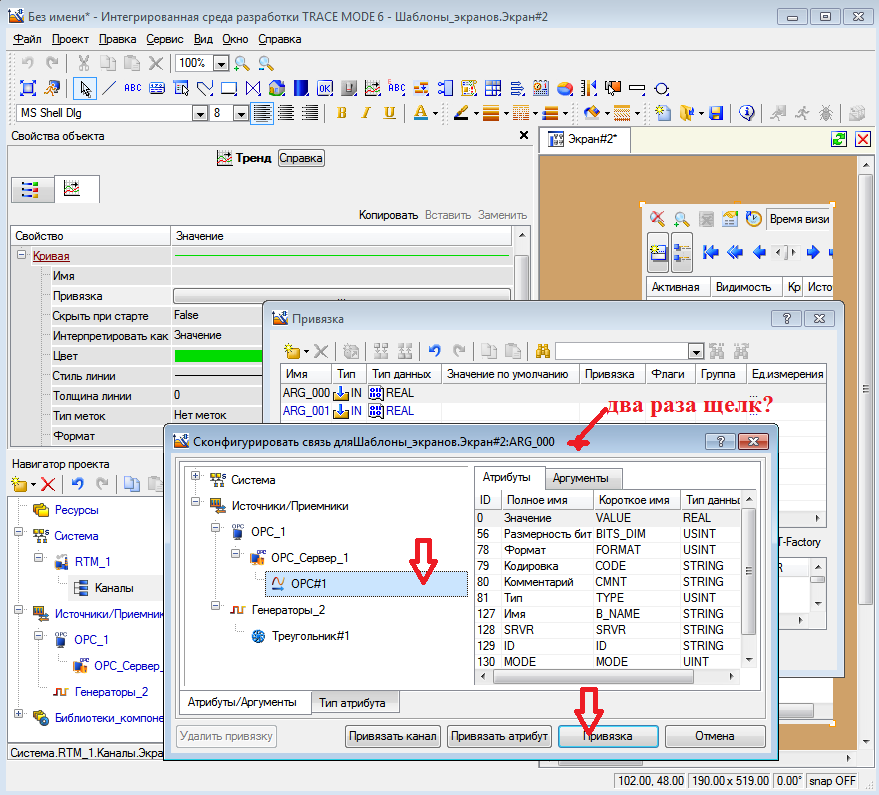 Без имени* - Интегрированная среда разработки TRACE MODE 6 - Шаблоны_экранов.Экран#2
Файл Проект Правка Сервис Вид Окно Справка
100%
ABC OK ABC
MS Shell Dlg 8 B I U A
Свойства объекта
Экран#2*
Тренд Справка
Копировать Вставить Заменить
Время визи
Свойство Значение
Кривая
Имя
Привязка ...
Скрыть при старте False
Интерпретировать как Значение
Цвет
Стиль линии
Толщина линии 0
Тип меток Нет меток
Формат
Активная Видимость Кр Исто
Привязка
Имя Тип Тип данных Значение по умолчанию Привязка Флаги Группа Ед.измерения
ARG_000 IN REAL
ARG_001 IN REAL
два раза щелк?
Навигатор проекта
Ресурсы
Система
RTM_1
Каналы
Источники/Приемник
OPC_1
OPC_Сервер_
Генераторы_2
Библиотеки_компоне
Система.RTM_1.Каналы.Экра
T-Factory
R
Сконфигурировать связь дляШаблоны_экранов.Экран#2:ARG_000
Система
Источники/Приемники
OPC_1
OPC_Сервер_1
OPC#1
Генераторы_2
Треугольник#1
Атрибуты Аргументы
ID Полное имя Короткое имя Тип данны
0 Значение VALUE REAL
56 Размерность бит BITS_DIM USINT
78 Формат FORMAT USINT
79 Кодировка CODE STRING
80 Комментарий CMNT STRING
81 Тип TYPE USINT
127 Имя B_NAME STRING
128 SRVR SRVR STRING
129 ID ID STRING
130 MODE MODE UINT
Атрибуты/Аргументы Тип атрибута
Удалить привязку Привязать канал Привязать атрибут Привязка Отмена
102.00, 48.00 190.00 x 519.00 0.00° snap OFF